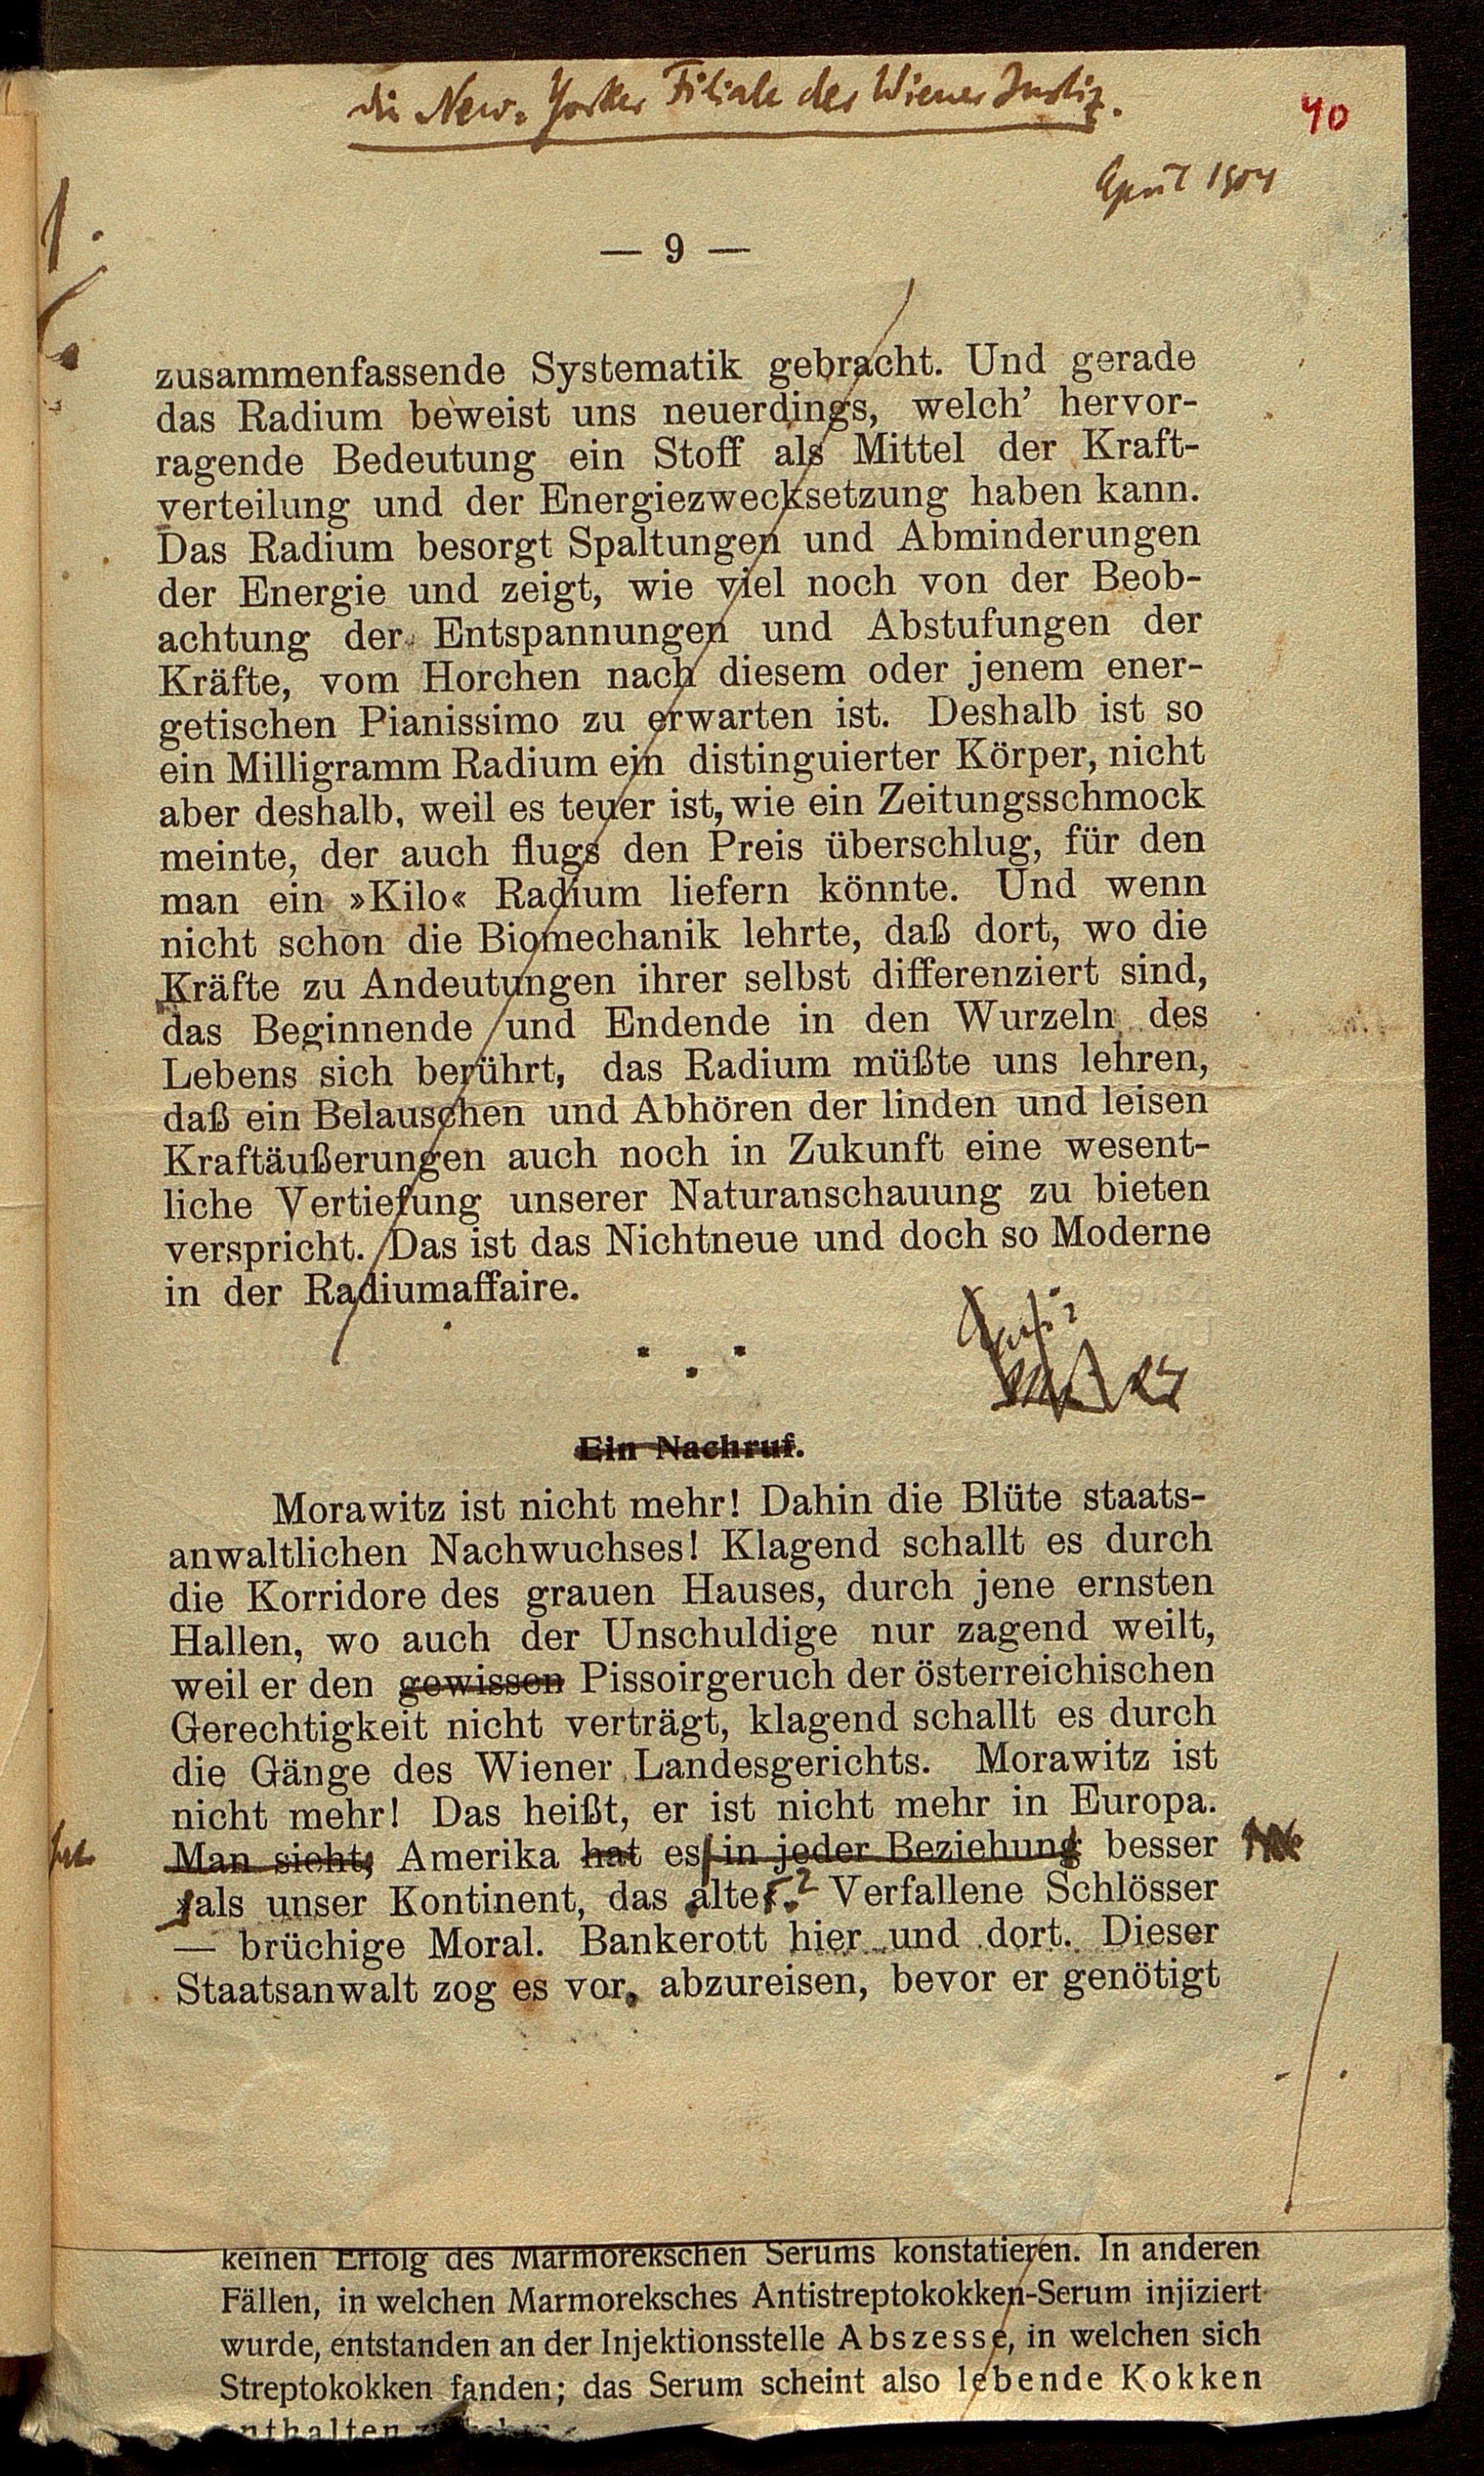 die New-Yorker Filiale der Wiener Justiz.
40
April 1904
— 9 —
zusammenfassende Systematik gebracht. Und gerade
das Radium beweist uns neuerdings, welch' hervor-
ragende Bedeutung ein Stoff als Mittel der Kraft-
verteilung und der Energiezwecksetzung haben kann.
Das Radium besorgt Spaltungen und Abminderungen
der Energie und zeigt, wie viel noch von der Beob-
achtung der Entspannungen und Abstufungen der
Kräfte, vom Horchen nach diesem oder jenem ener-
getischen Pianissimo zu erwarten ist. Deshalb ist so
ein Milligramm Radium ein distinguierter Körper, nicht
aber deshalb, weil es teuer ist, wie ein Zeitungsschmock
meinte, der auch flugs den Preis überschlug, für den
man ein »Kilo« Radium liefern könnte. Und wenn
nicht schon die Biomechanik lehrte, daß dort, wo die
Kräfte zu Andeutungen ihrer selbst differenziert sind,
das Beginnende und Endende in den Wurzeln des
Lebens sich berührt, das Radium müßte uns lehren,
daß ein Belauschen und Abhören der linden und leisen
Kraftäußerungen auch noch in Zukunft eine wesent-
liche Vertiefung unserer Naturanschauung zu bieten
verspricht. Das ist das Nichtneue und doch so Moderne
in der Radiumaffaire.
Ein Nachruf.
Morawitz ist nicht mehr! Dahin die Blüte staats-
anwaltlichen Nachwuchses! Klagend schallt es durch
die Korridore des grauen Hauses, durch jene ernsten
Hallen, wo auch der Unschuldige nur zagend weilt,
weil er den gewissen Pissoirgeruch der österreichischen
Gerechtigkeit nicht verträgt, klagend schallt es durch
die Gänge des Wiener Landesgerichts. Morawitz ist
nicht mehr! Das heißt, er ist nicht mehr in Europa.
hat Man sieht, Amerika hat es in jeder Beziehung besser
als unser Kontinent, das alte? Verfallene Schlösser
— brüchige Moral. Bankerott hier und dort. Dieser
Staatsanwalt zog es vor, abzureisen, bevor er genötigt
keinen Erfolg des Marmorekschen Serums konstatieren. In anderen
Fällen, in welchen Marmoreksches Antistreptokokken-Serum injiziert
wurde, entstanden an der Injektionsstelle Abszesse, in welchen sich
Streptokokken fanden; das Serum scheint also lebende Kokken
enthalten